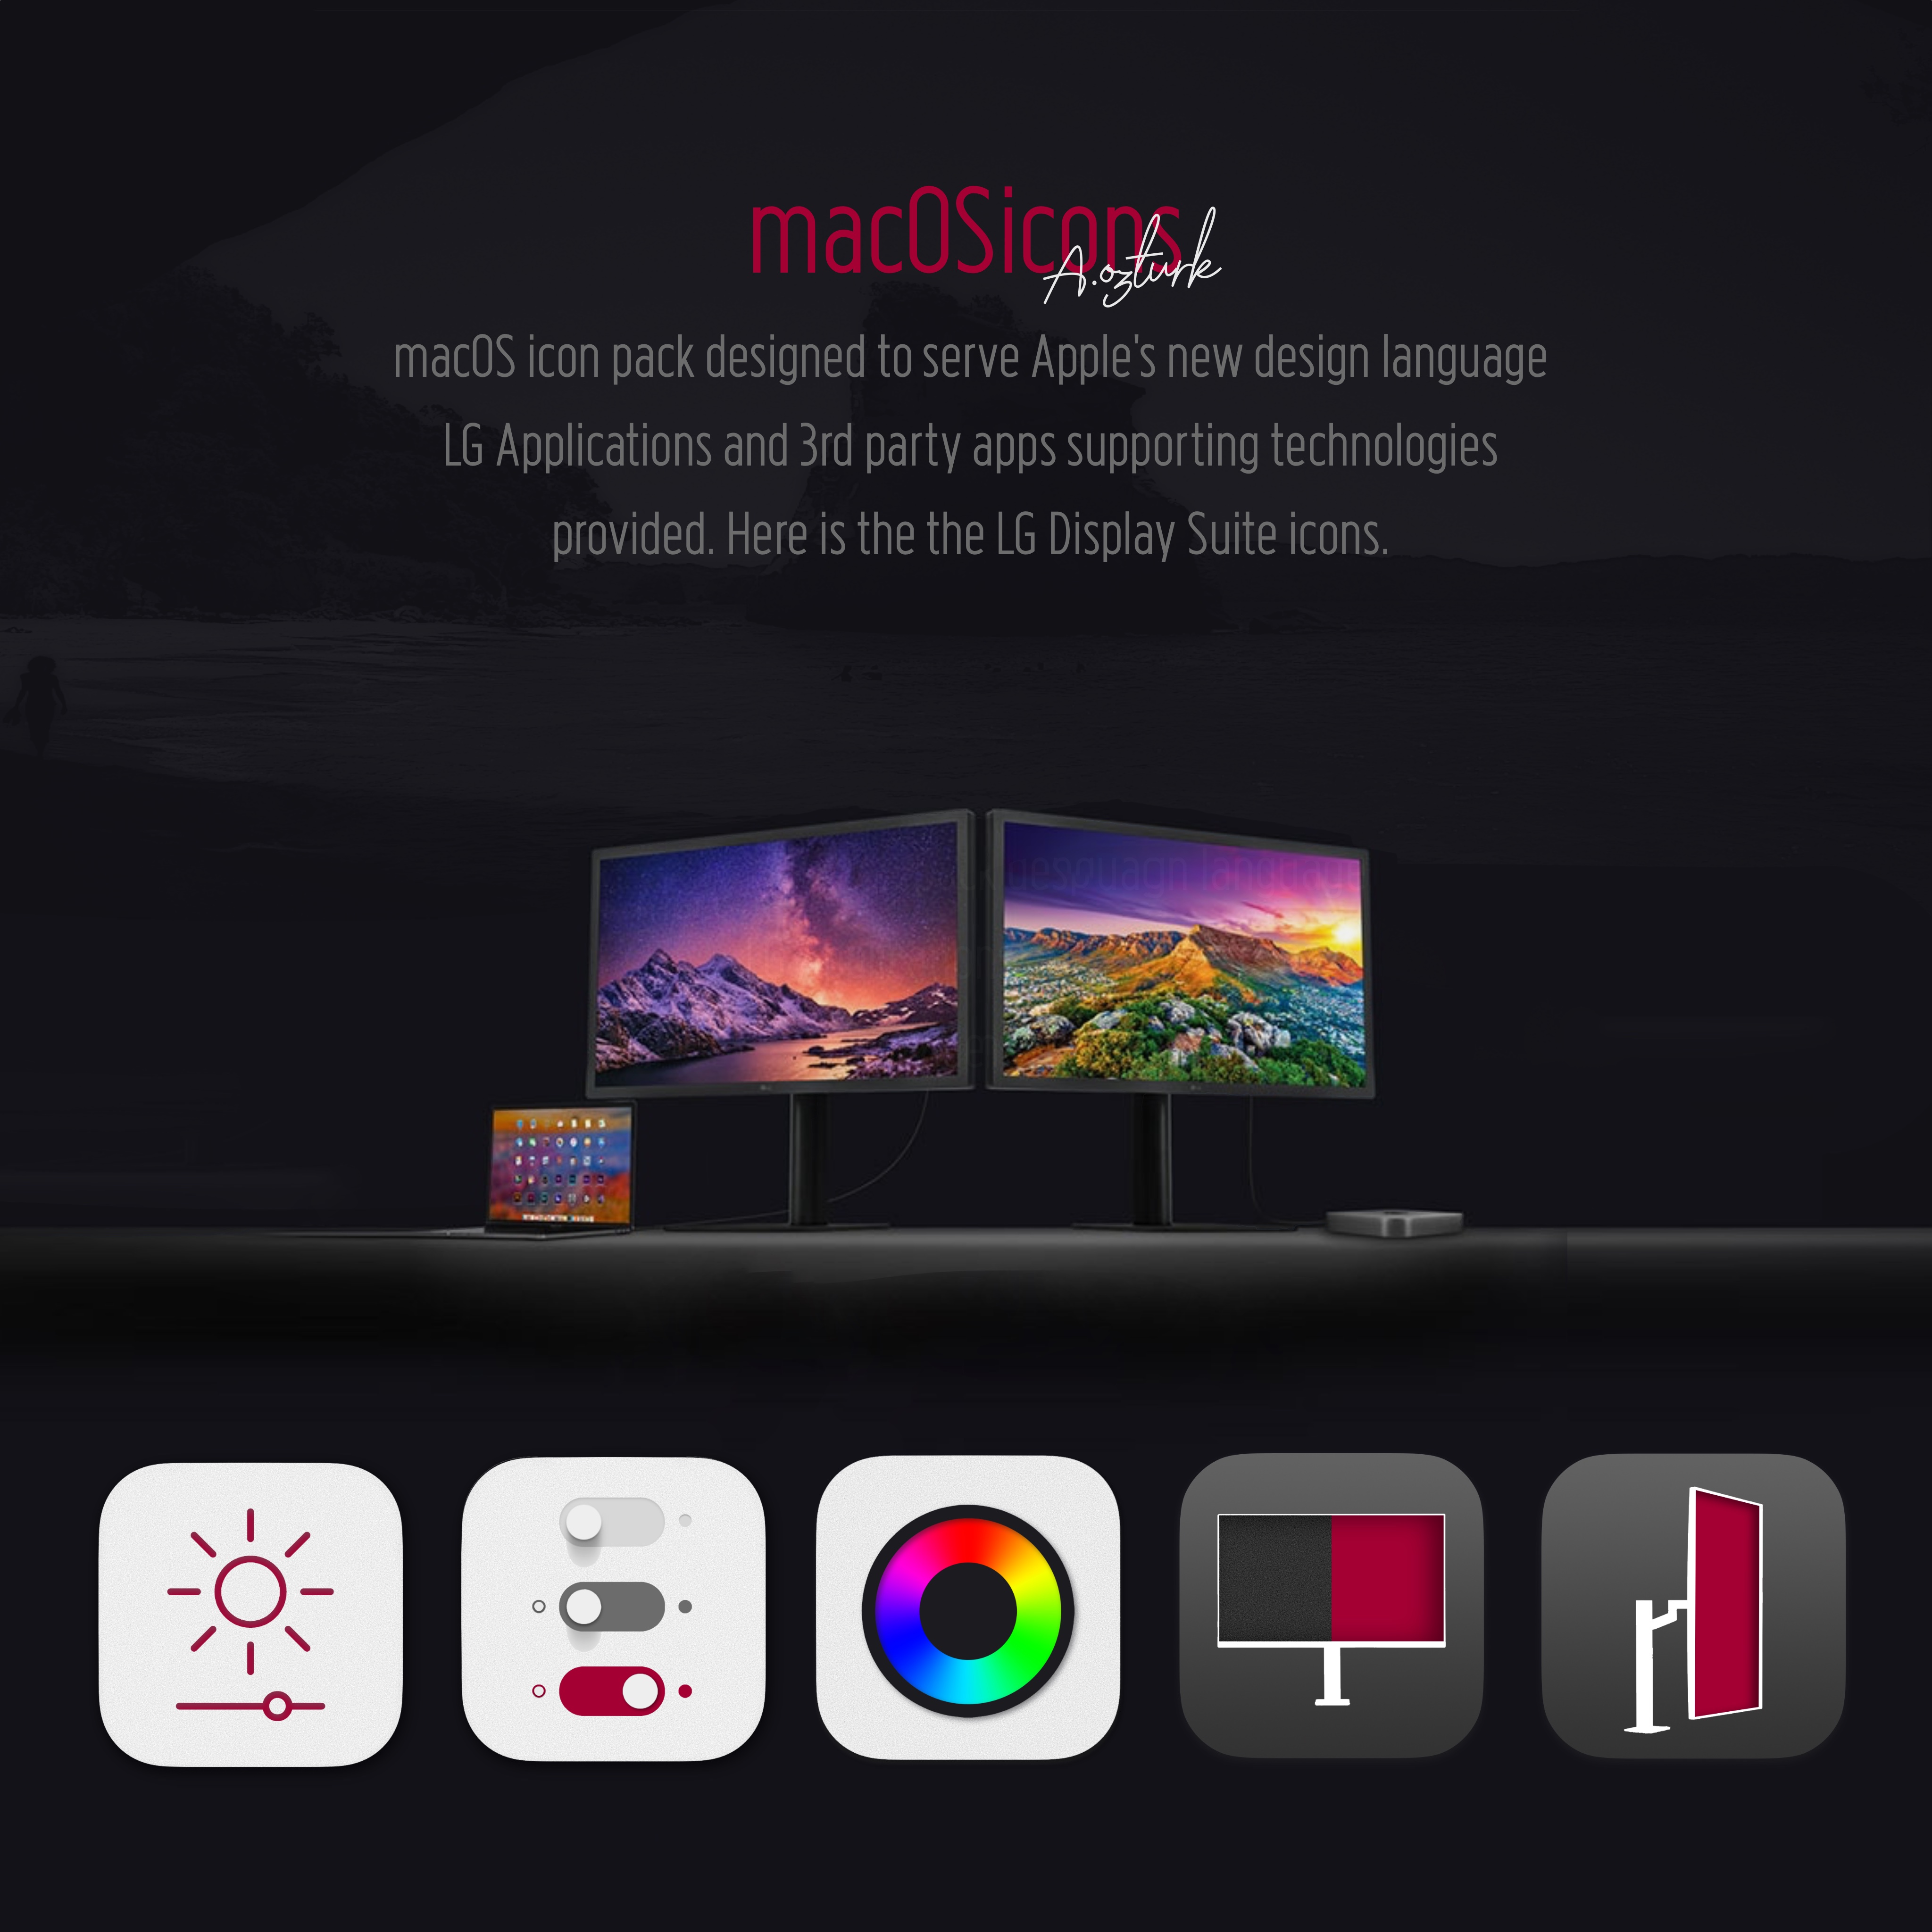 macOSicons
A.ozturk
macOS icon pack designed to serve Apple's new design language
LG Applications and 3rd party apps supporting technologies
provided. Here is the the LG Display Suite icons.